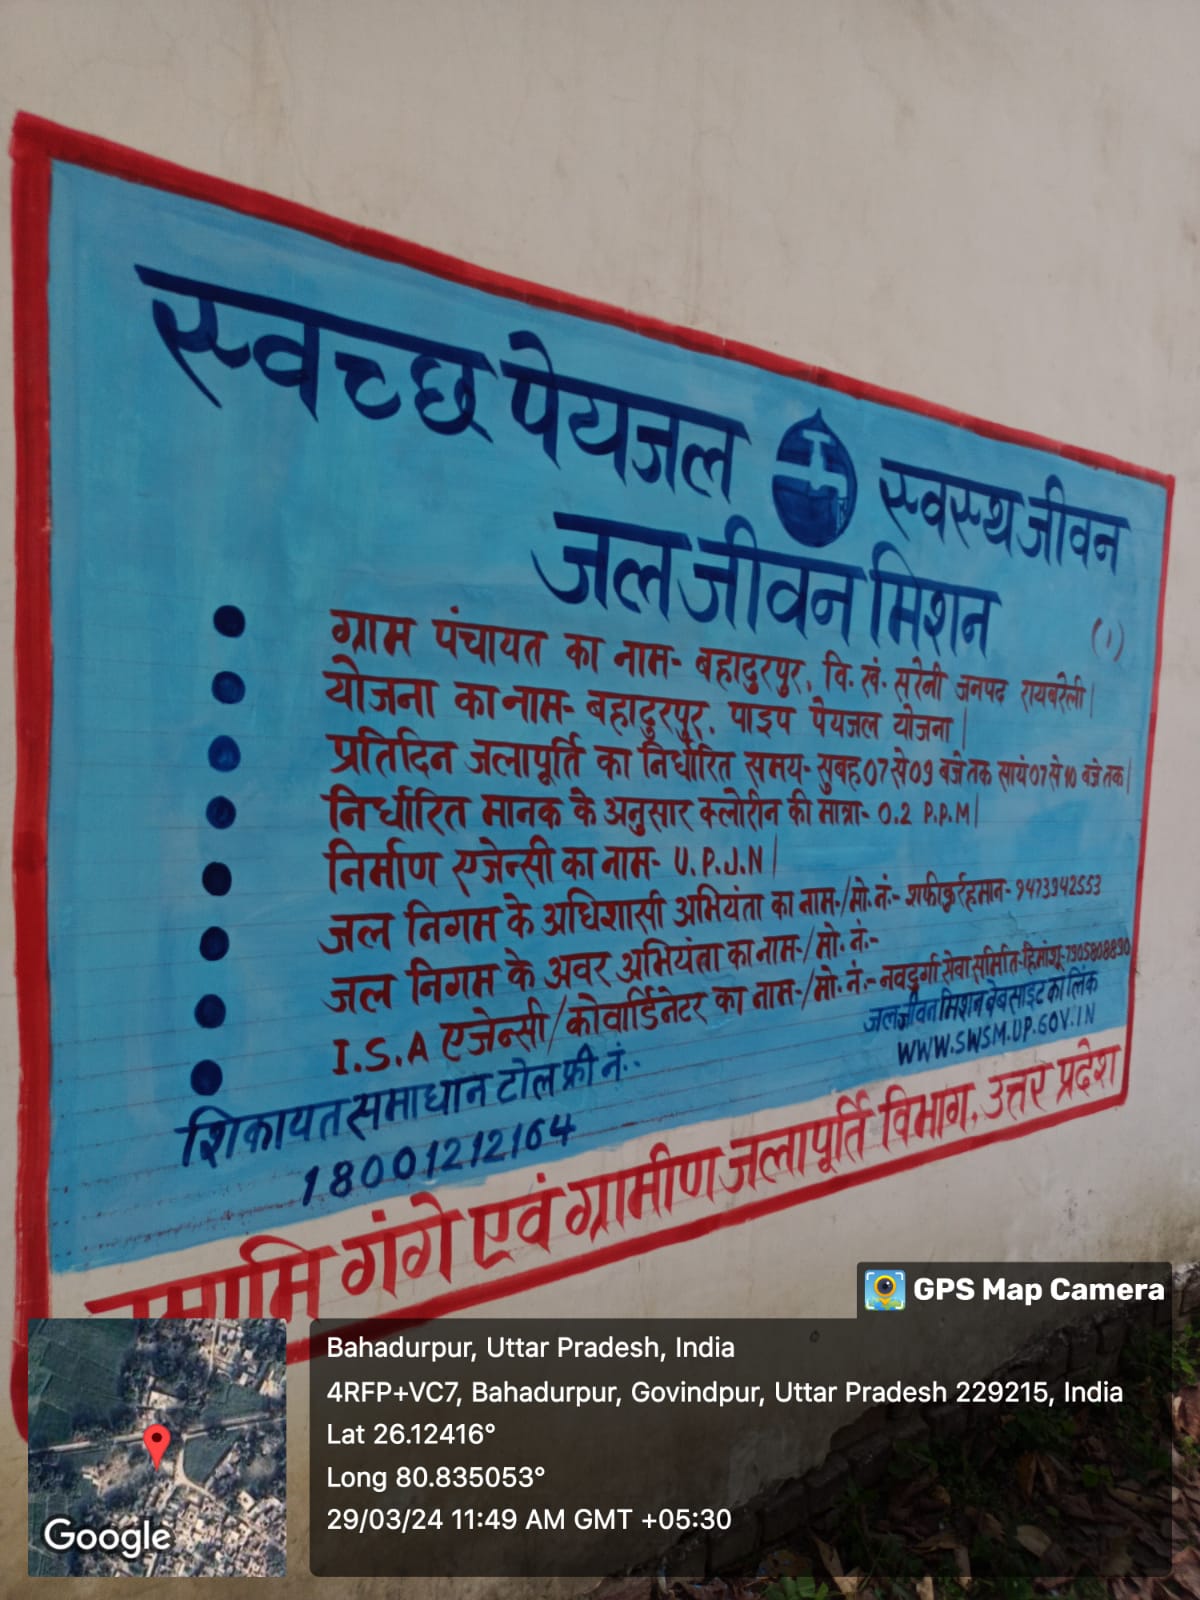 स्वच्छ पेयजल स्वस्थ जीवन
जल जीवन मिशन
(1)
ग्राम पंचायत का नाम- बहादुरपुर, वि. खं. सरेनी जनपद रायबरेली|
योजना का नाम- बहादुरपुर, पाइप पेयजल योजना|
प्रतिदिन जलापूर्ति का निर्धारित समय- सुबह 07 से 09 बजे तक सायं 07 से 10 बजे तक|
निर्धारित मानक के अनुसार क्लोरीन की मात्रा- 0.2 P.P.M|
निर्माण एजेन्सी का नाम- U.P.J.N|
जल निगम के अधिशासी अभियंता का नाम-/मो. नं.- शफीकुर्रहमान- 9473942553
जल निगम के अवर अभियंता का नाम-/मो. नं.-
I.S.A एजेन्सी/कोवार्डिनेटर का नाम-/मो. नं.- नवदुर्गा सेवा समिति-हिमांशू-7905808890
जल जीवन मिशन वेबसाइट का लिंक
WWW.SWSM.UP.GOV.IN
शिकायत समाधान टोल फ्री नं.-
18001212164
नमामि गंगे एवं ग्रामीण जलापूर्ति विभाग, उत्तर प्रदेश
GPS Map Camera
Bahadurpur, Uttar Pradesh, India
4RFP+VC7, Bahadurpur, Govindpur, Uttar Pradesh 229215, India
Lat 26.12416°
Long 80.835053°
29/03/24 11:49 AM GMT +05:30
Google